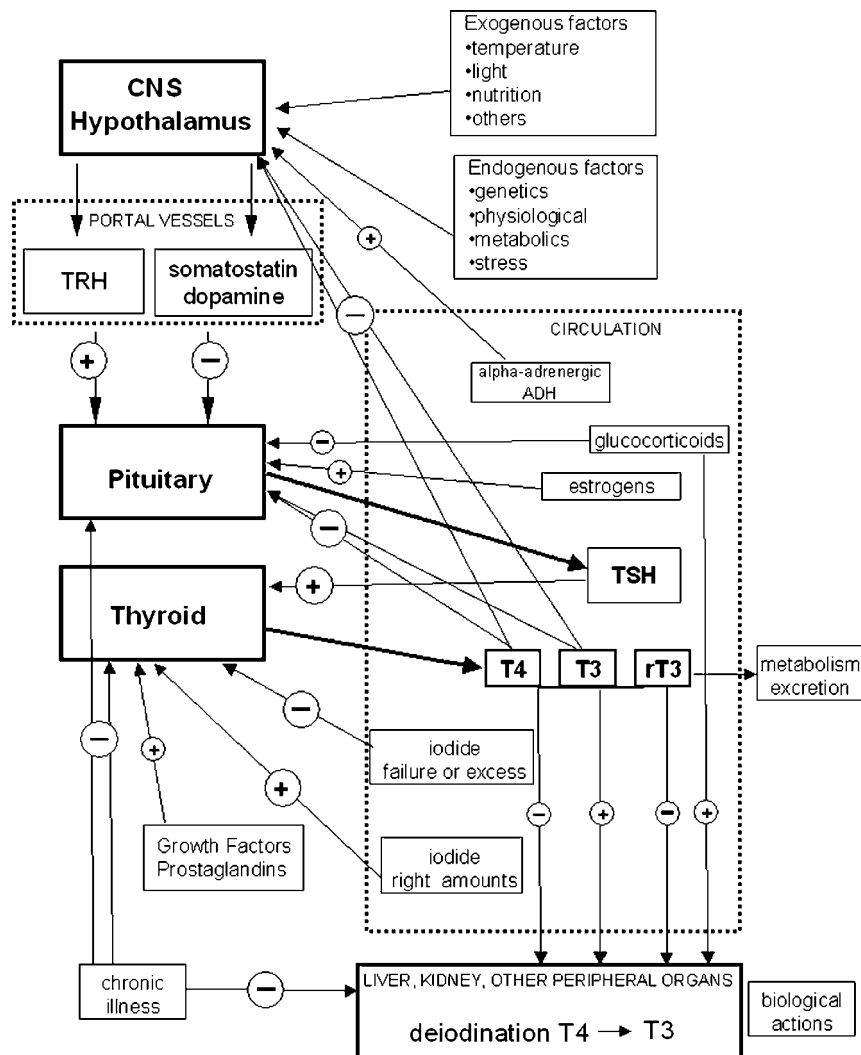 Exogenous factors
•temperature
•light
•nutrition
•others
CNS
Hypothalamus
Endogenous factors
•genetics
•physiological
•metabolics
•stress
PORTAL VESSELS
TRH
somatostatin
dopamine
+
−
+
−
CIRCULATION
alpha-adrenergic
ADH
glucocorticoids
−
Pituitary
+
estrogens
−
TSH
+
Thyroid
T4
T3
rT3
metabolism
excretion
−
−
+
iodide
failure or excess
+
−
+
−
+
Growth Factors
Prostaglandins
iodide
right amounts
chronic
illness
−
LIVER, KIDNEY, OTHER PERIPHERAL ORGANS
deiodination T4 → T3
biological
actions